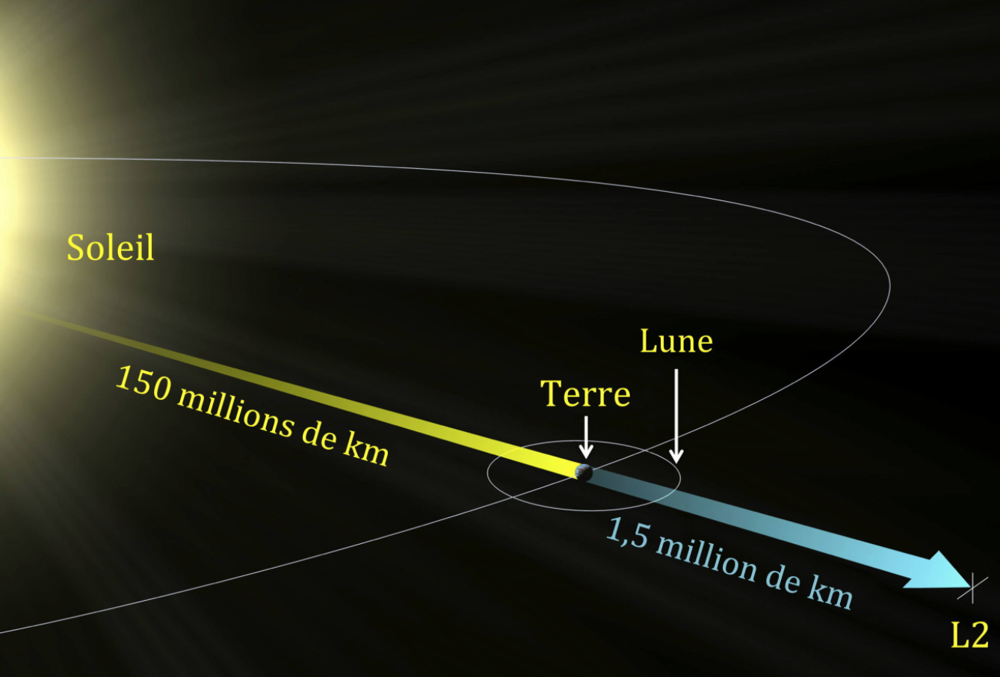 Soleil
Lune
Terre
150 millions de km
1,5 million de km
L2